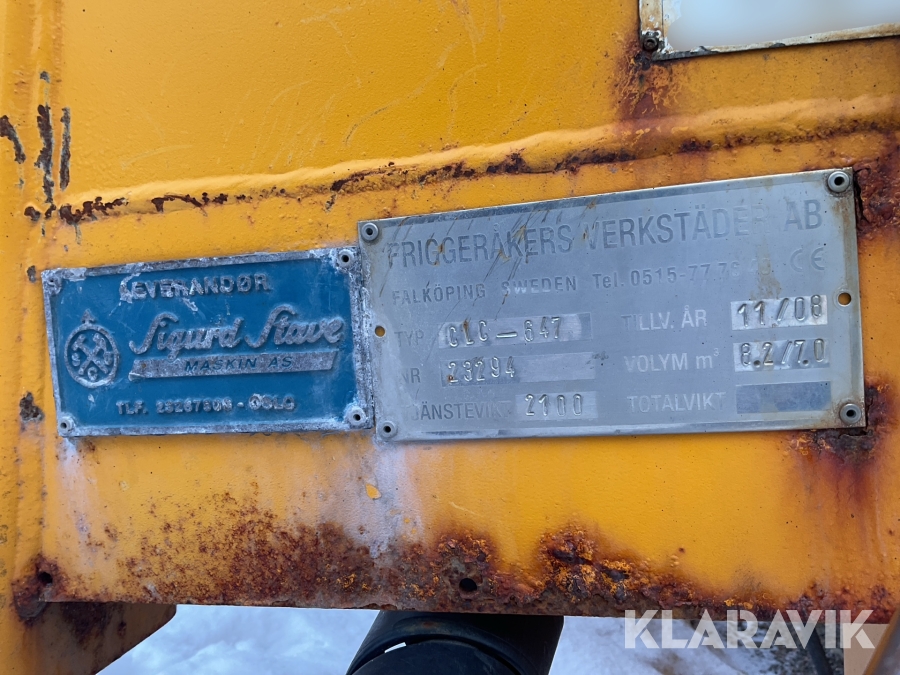 LEVERANDØR
Sigurd Stave
MASKIN AS
TLF. - OSLO
FRIGGERÅKERS VERKSTÄDER AB
FALKÖPING SWEDEN Tel. 0515-77 CE
TYP CLC-647 TILLV. ÅR 11/08
NR 23294 VOLYM m³ 8.2/7.0
TJÄNSTEVIKT 2100 TOTALVIKT
KLARAVIK